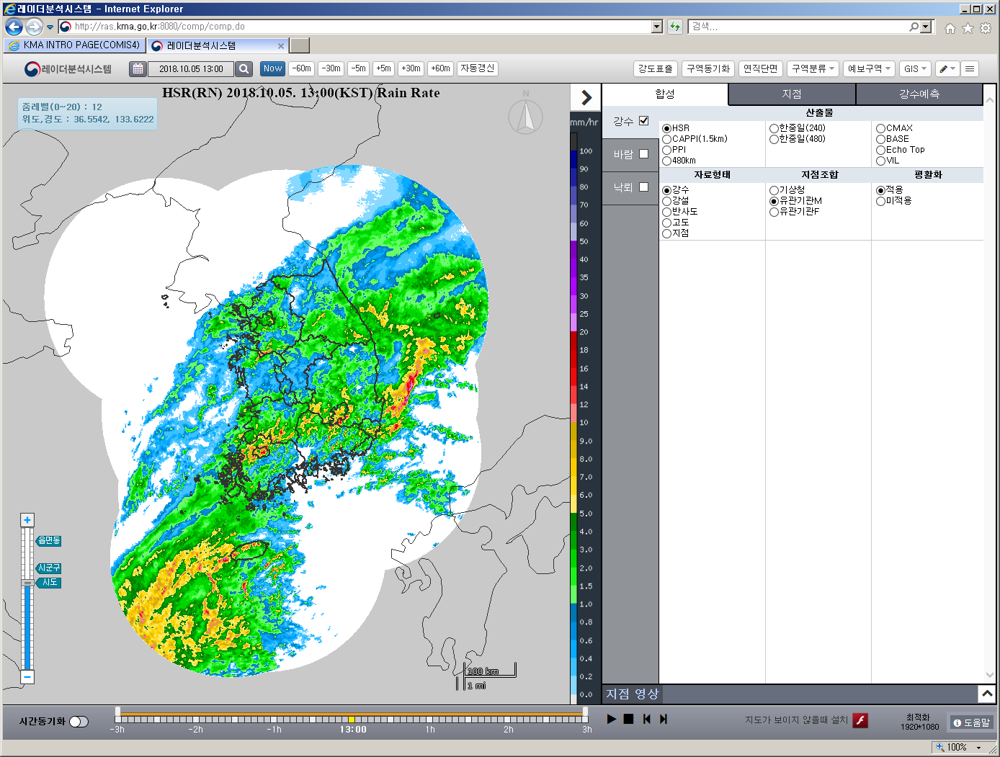 레이더분석시스템 - Internet Explorer
http://ras.kma.go.kr:8080/comp/comp.do
검색...
KMA INTRO PAGE(COMIS4)
레이더분석시스템
레이더분석시스템
2018.10.05 13:00
Now
-60m
-30m
-5m
+5m
+30m
+60m
자동갱신
강도표출
구역동기화
연직단면
구역분류
예보구역
GIS
HSR(RN) 2018.10.05. 13:00(KST) Rain Rate
줌레벨(0~20) : 12
위도,경도 : 36.5542, 133.6222
N
mm/hr
100
90
80
70
60
50
40
35
30
25
20
18
16
14
12
10
9.0
8.0
7.0
6.0
5.0
4.0
3.0
2.0
1.5
1.0
0.8
0.6
0.4
0.2
0.0
합성
지점
강수예측
강수
바람
낙뢰
산출물
HSR
CAPPI(1.5km)
PPI
480km
한중일(240)
한중일(480)
CMAX
BASE
Echo Top
VIL
자료형태
지점조합
평활화
강수
강설
반사도
고도
지점
기상청
유관기관M
유관기관F
적용
미적용
+
읍면동
시군구
시도
−
100 km
1 mi
지점 영상
시간동기화
-3h
-2h
-1h
13:00
1h
2h
3h
지도가 보이지 않을때 설치
최적화
1920*1080
도움말
100%